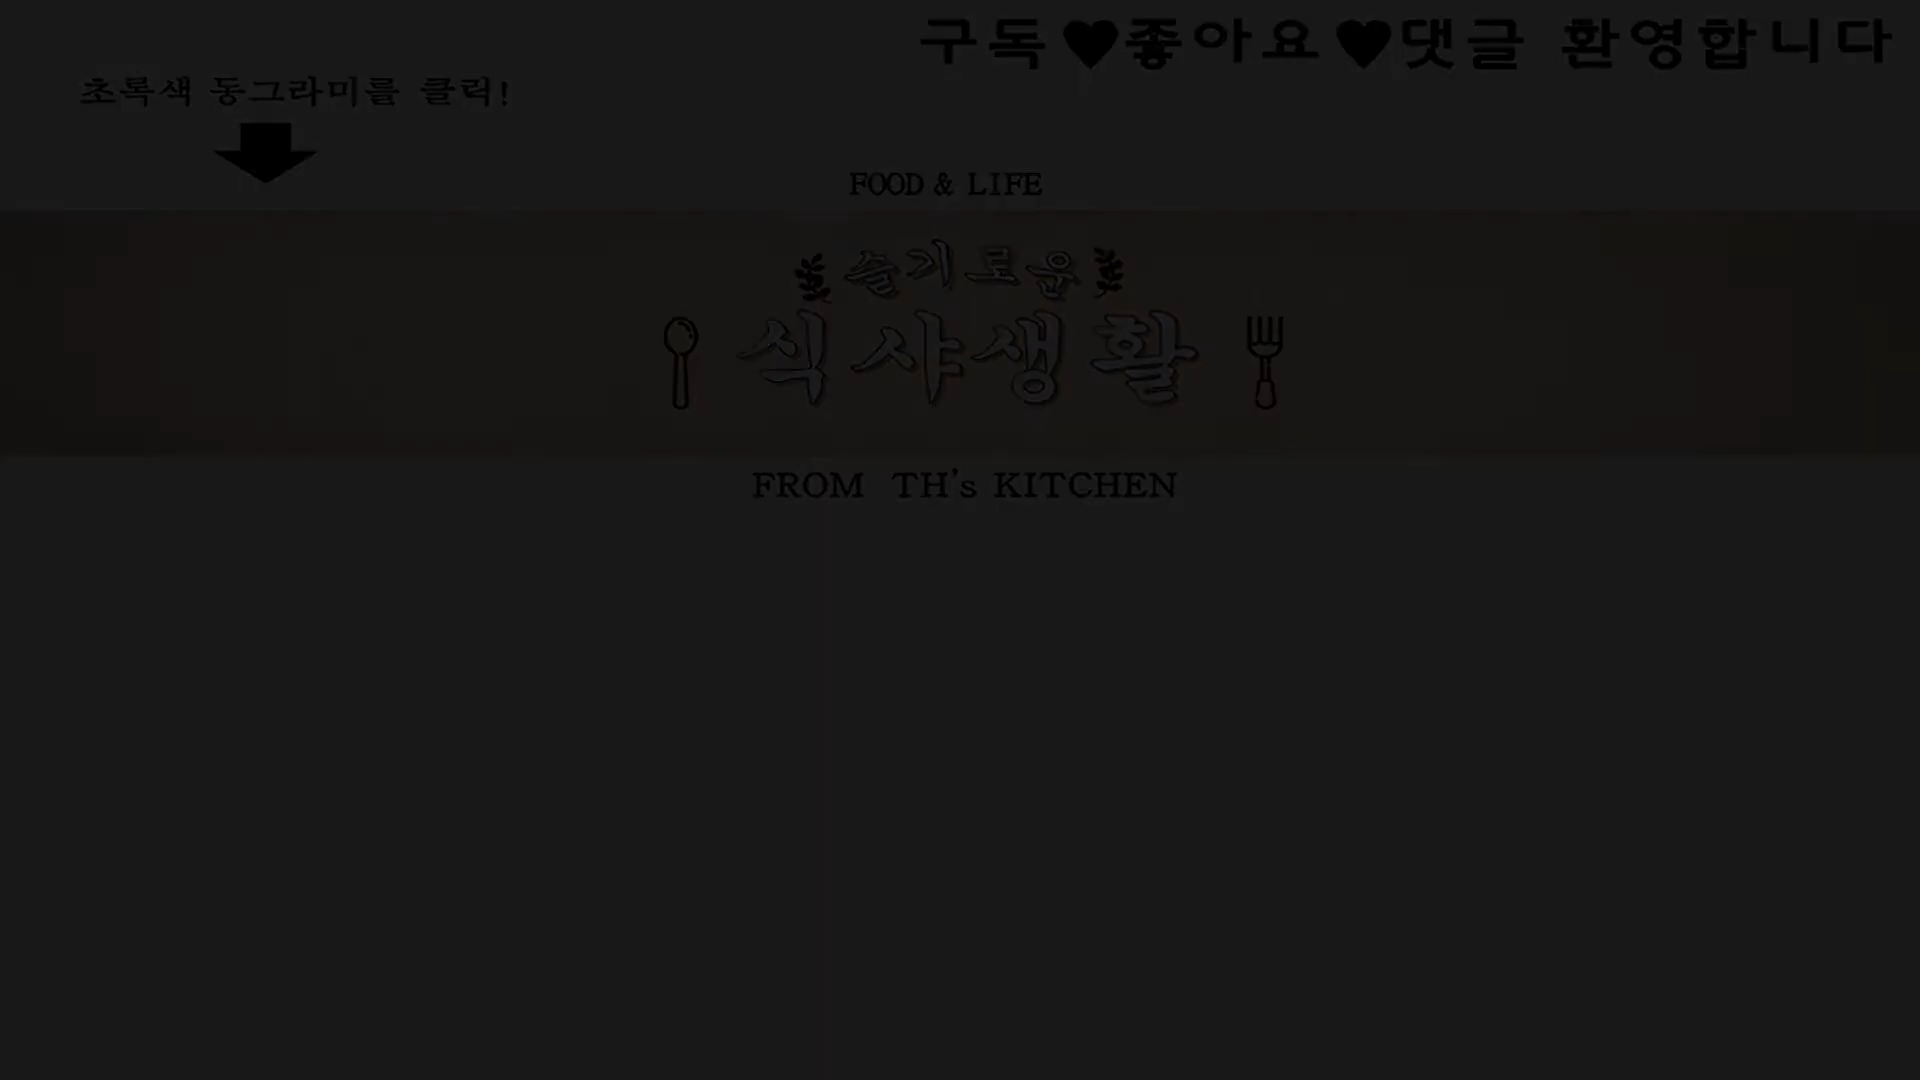 구독♥좋아요♥댓글 환영합니다
초록색 동그라미를 클릭!
FOOD & LIFE
슬기로운
식샤생활
FROM TH's KITCHEN